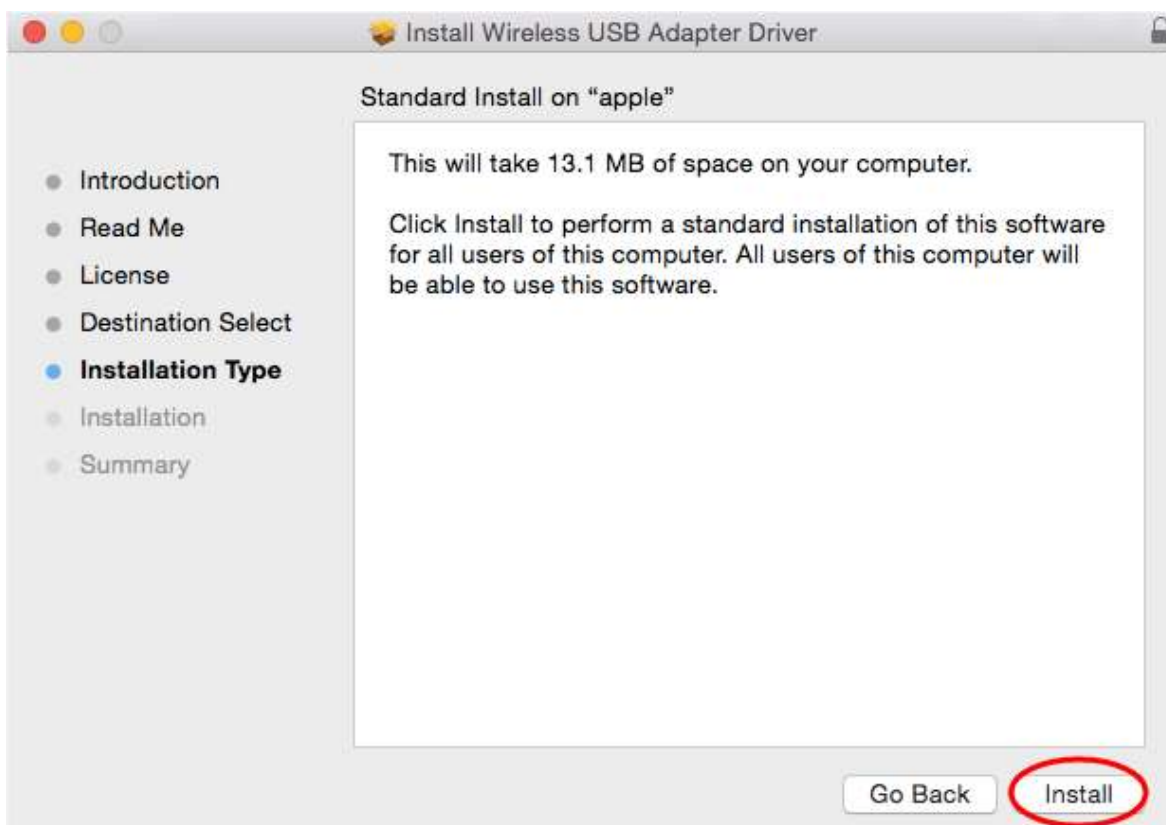 Install Wireless USB Adapter Driver
Standard Install on “apple”
Introduction
Read Me
License
Destination Select
Installation Type
Installation
Summary
This will take 13.1 MB of space on your computer.
Click Install to perform a standard installation of this software
for all users of this computer. All users of this computer will
be able to use this software.
Go Back
Install